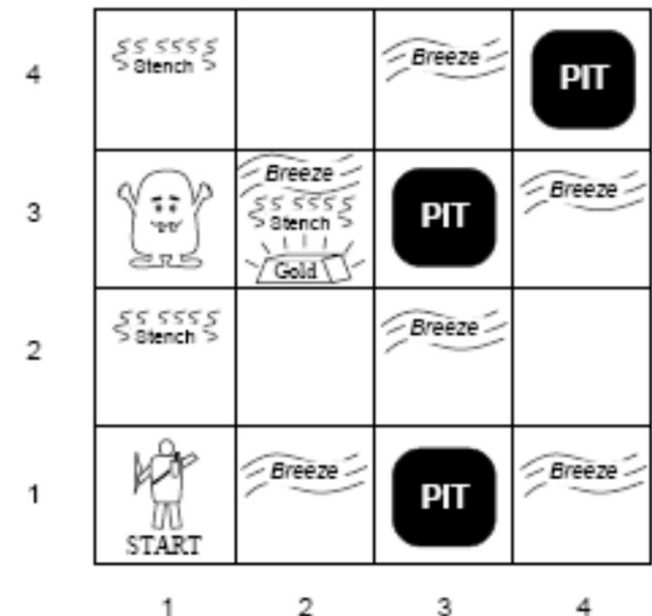 4
Stench
Breeze
PIT
3
Breeze
Stench
Gold
PIT
Breeze
2
Stench
Breeze
START
1
Breeze
PIT
Breeze
1
2
3
4